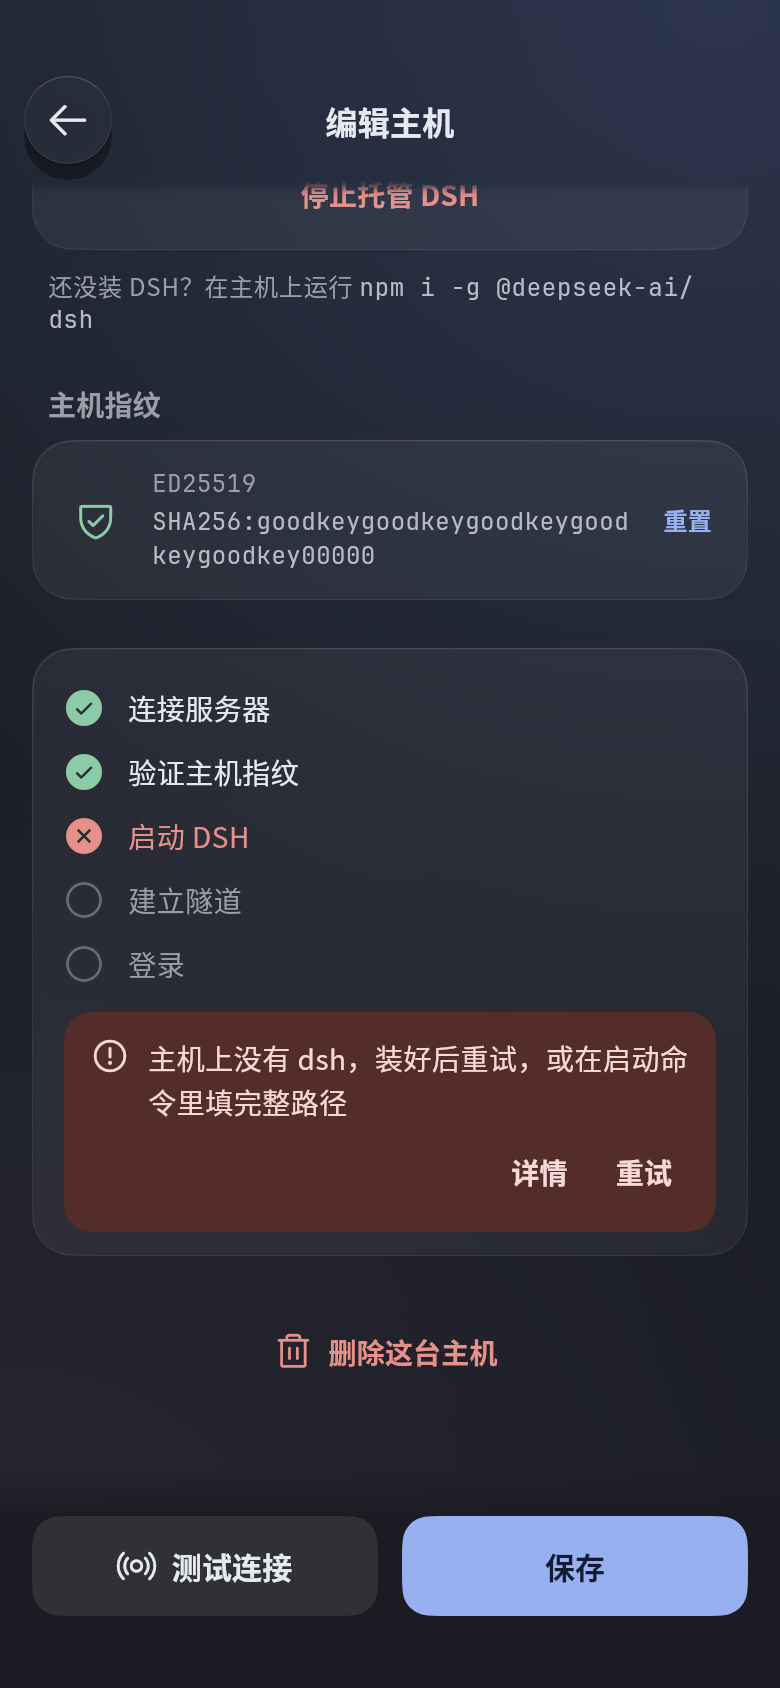 编辑主机
停止托管 DSH
还没装 DSH？在主机上运行 npm i -g @deepseek-ai/
dsh
主机指纹
ED25519
SHA256:goodkeygoodkeygoodkeygood
keygoodkey00000
重置
连接服务器
验证主机指纹
启动 DSH
建立隧道
登录
主机上没有 dsh，装好后重试，或在启动命
令里填完整路径
详情 重试
删除这台主机
测试连接 保存